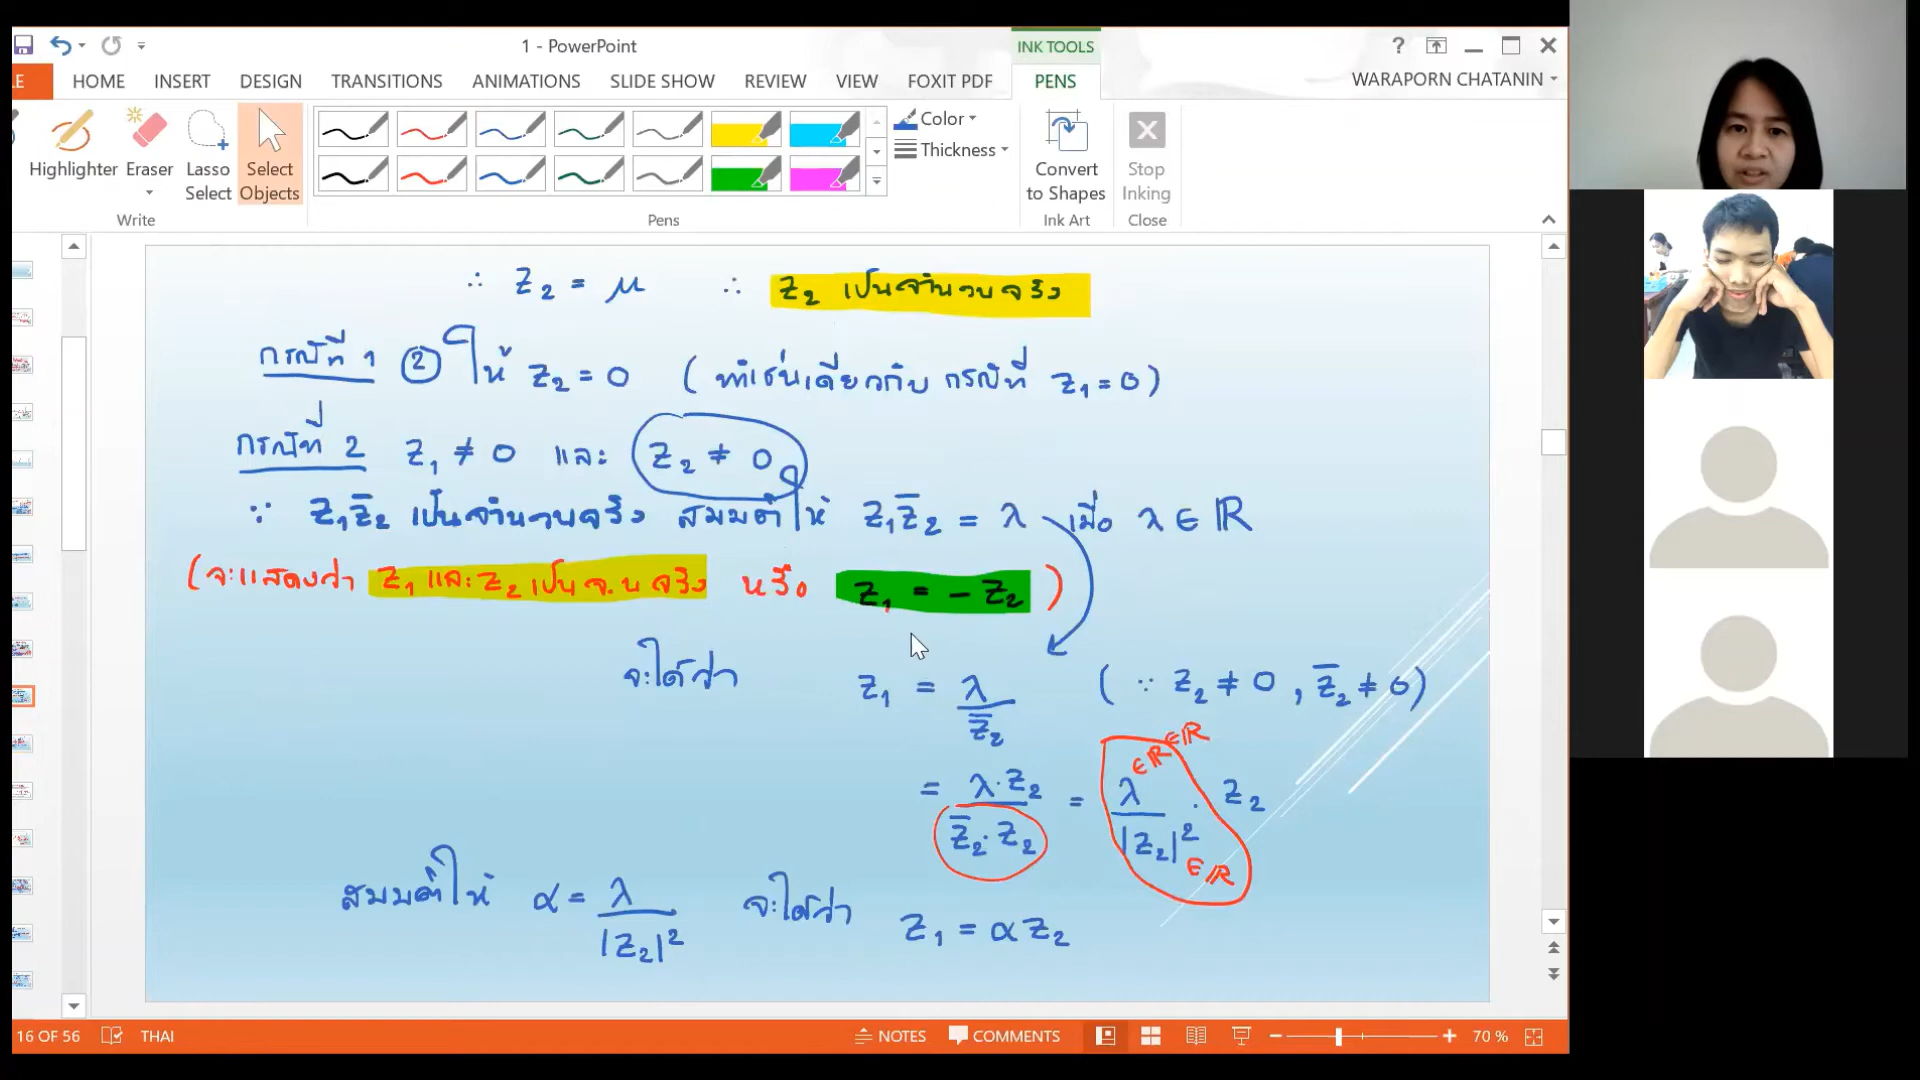 1 - PowerPoint
INK TOOLS
?
HOME INSERT DESIGN TRANSITIONS ANIMATIONS SLIDE SHOW REVIEW VIEW FOXIT PDF PENS
WARAPORN CHATANIN
Highlighter
Eraser
Lasso Select
Select Objects
Color
Thickness
Convert to Shapes
Stop Inking
Write
Pens
Ink Art
Close
∴ Z₂ = μ ∴ Z₂ เป็นจำนวนจริง
กรณีที่ 1 ② ให้ Z₂ = 0 (ทำเช่นเดียวกับ กรณีที่ Z₁ = 0)
กรณีที่ 2 Z₁ ≠ 0 และ Z₂ ≠ 0
∵ Z₁Z̄₂ เป็นจำนวนจริง สมมติให้ Z₁Z̄₂ = λ เมื่อ λ ∈ ℝ
(จะแสดงว่า Z₁ และ Z₂ เป็น จ.น จริง หรือ Z₁ = - Z₂)
จะได้ว่า Z₁ = λ / Z̄₂ (∵ Z₂ ≠ 0, Z̄₂ ≠ 0)
= λ·Z₂ / Z̄₂·Z₂ = λ / |Z₂|² · Z₂
∈ℝ ∈ℝ
∈ℝ
สมมติให้ α = λ / |Z₂|² จะได้ว่า Z₁ = αZ₂
16 OF 56 THAI NOTES COMMENTS 70 %